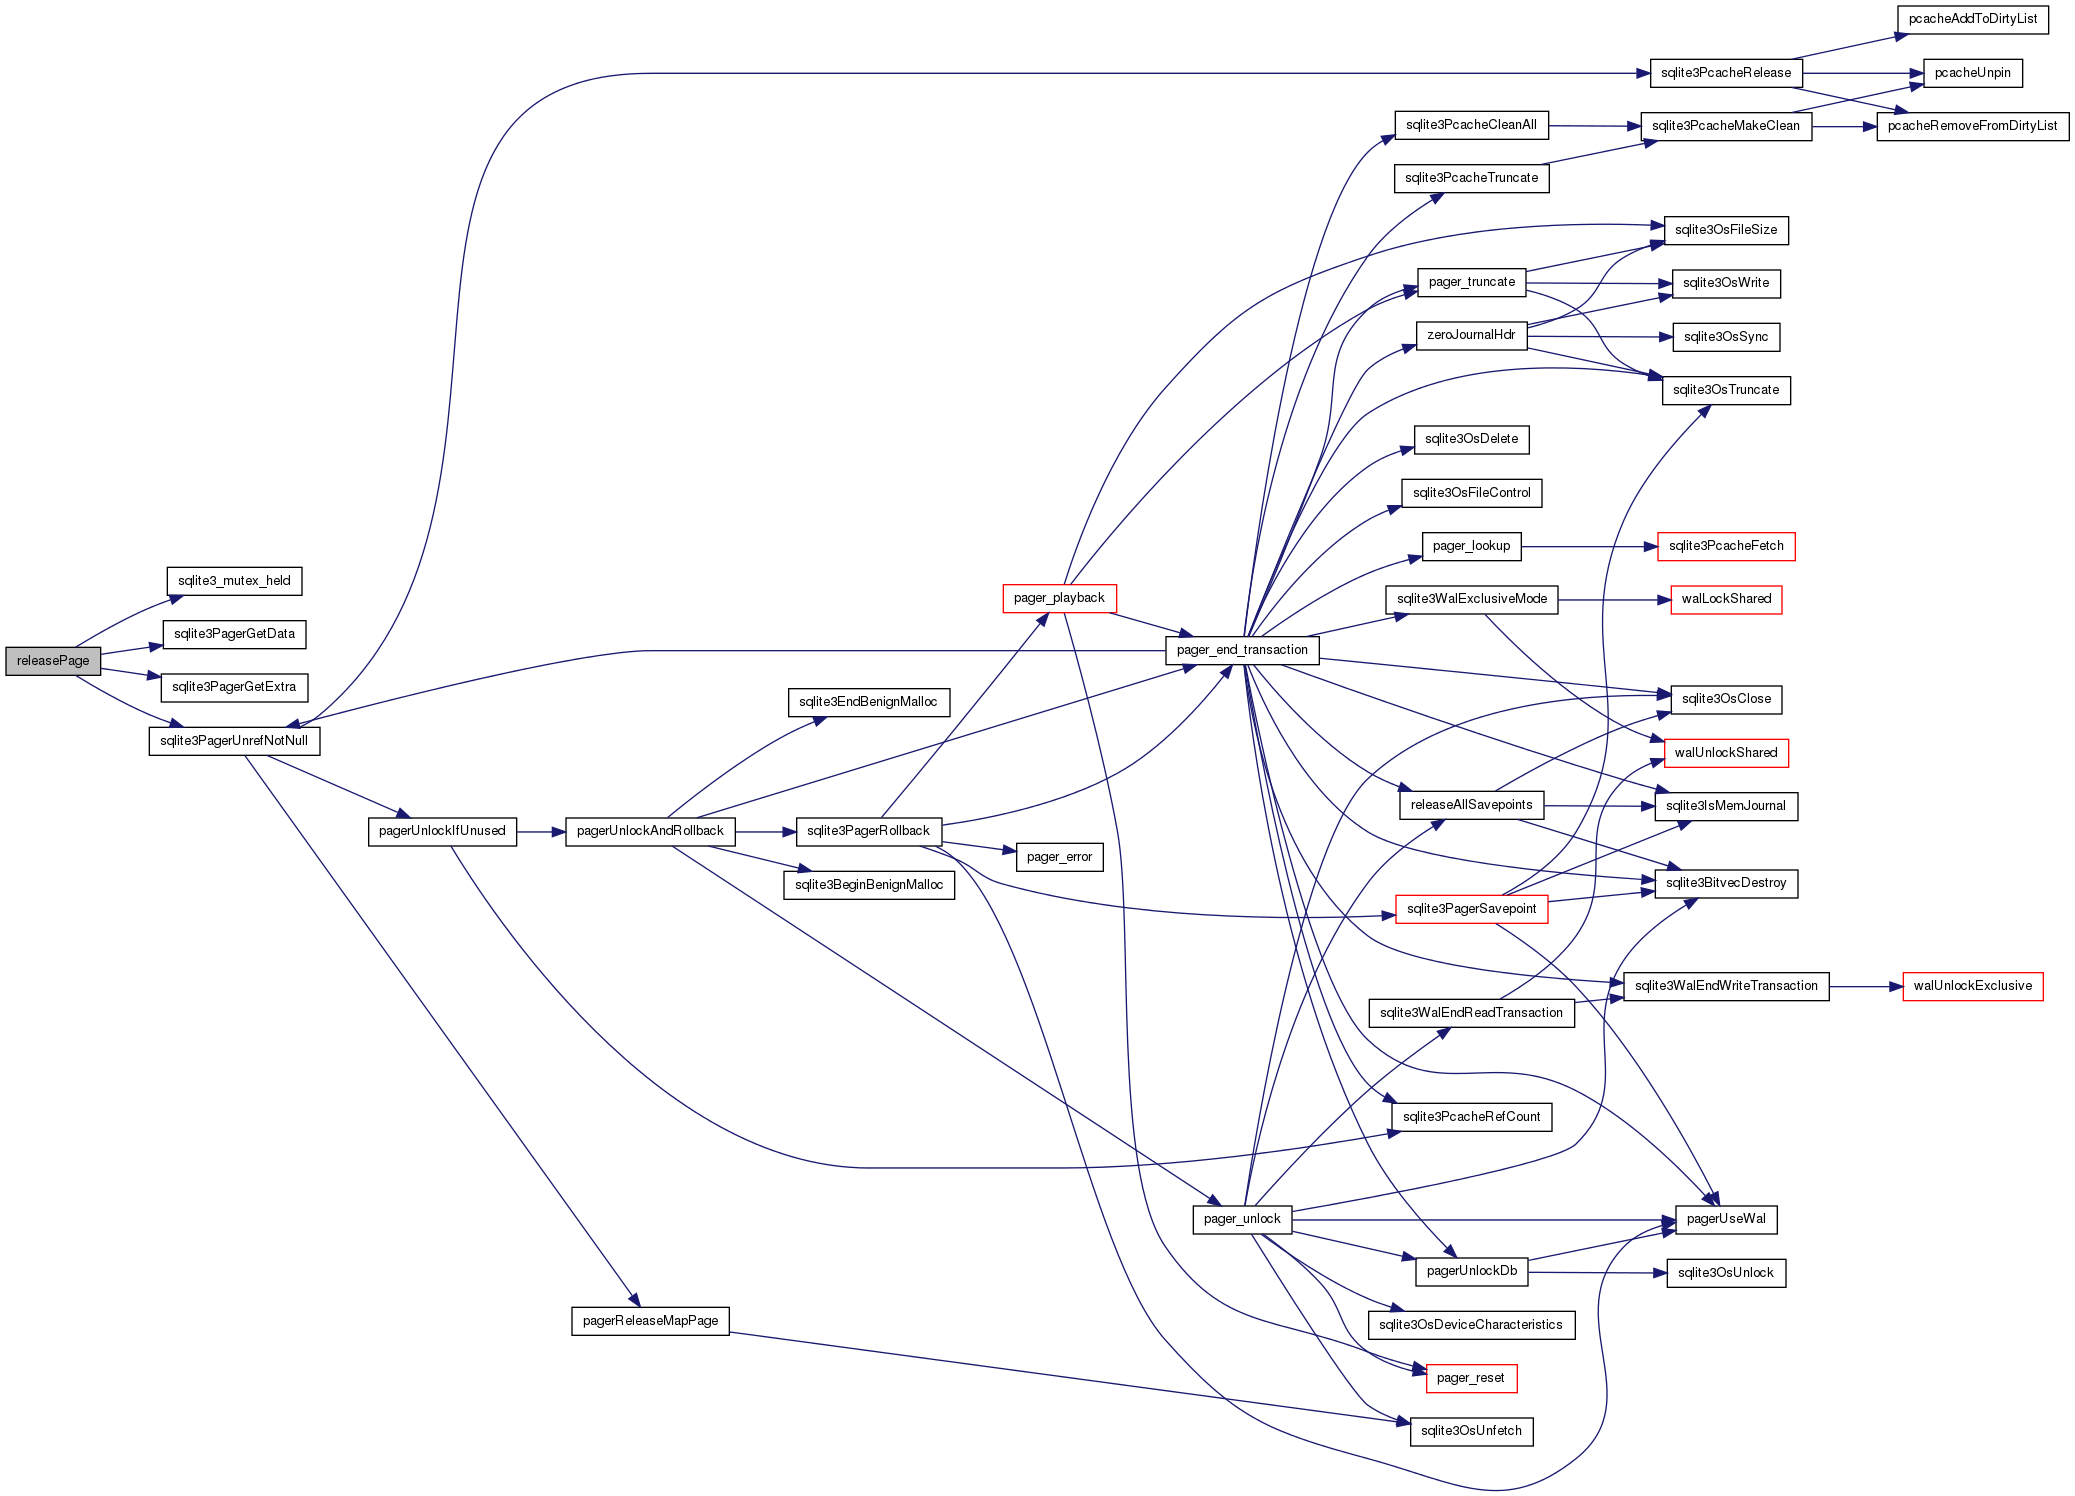 pcacheAddToDirtyList
sqlite3PcacheRelease
pcacheUnpin
sqlite3PcacheCleanAll
sqlite3PcacheMakeClean
pcacheRemoveFromDirtyList
sqlite3PcacheTruncate
sqlite3OsFileSize
pager_truncate
sqlite3OsWrite
zeroJournalHdr
sqlite3OsSync
sqlite3OsTruncate
sqlite3OsDelete
sqlite3OsFileControl
pager_lookup
sqlite3PcacheFetch
sqlite3_mutex_held
pager_playback
sqlite3WalExclusiveMode
walLockShared
sqlite3PagerGetData
releasePage
pager_end_transaction
sqlite3PagerGetExtra
sqlite3EndBenignMalloc
sqlite3OsClose
sqlite3PagerUnrefNotNull
walUnlockShared
releaseAllSavepoints
sqlite3IsMemJournal
pagerUnlockIfUnused
pagerUnlockAndRollback
sqlite3PagerRollback
pager_error
sqlite3BeginBenignMalloc
sqlite3BitvecDestroy
sqlite3PagerSavepoint
sqlite3WalEndWriteTransaction
walUnlockExclusive
sqlite3WalEndReadTransaction
sqlite3PcacheRefCount
pager_unlock
pagerUseWal
pagerUnlockDb
sqlite3OsUnlock
pagerReleaseMapPage
sqlite3OsDeviceCharacteristics
pager_reset
sqlite3OsUnfetch